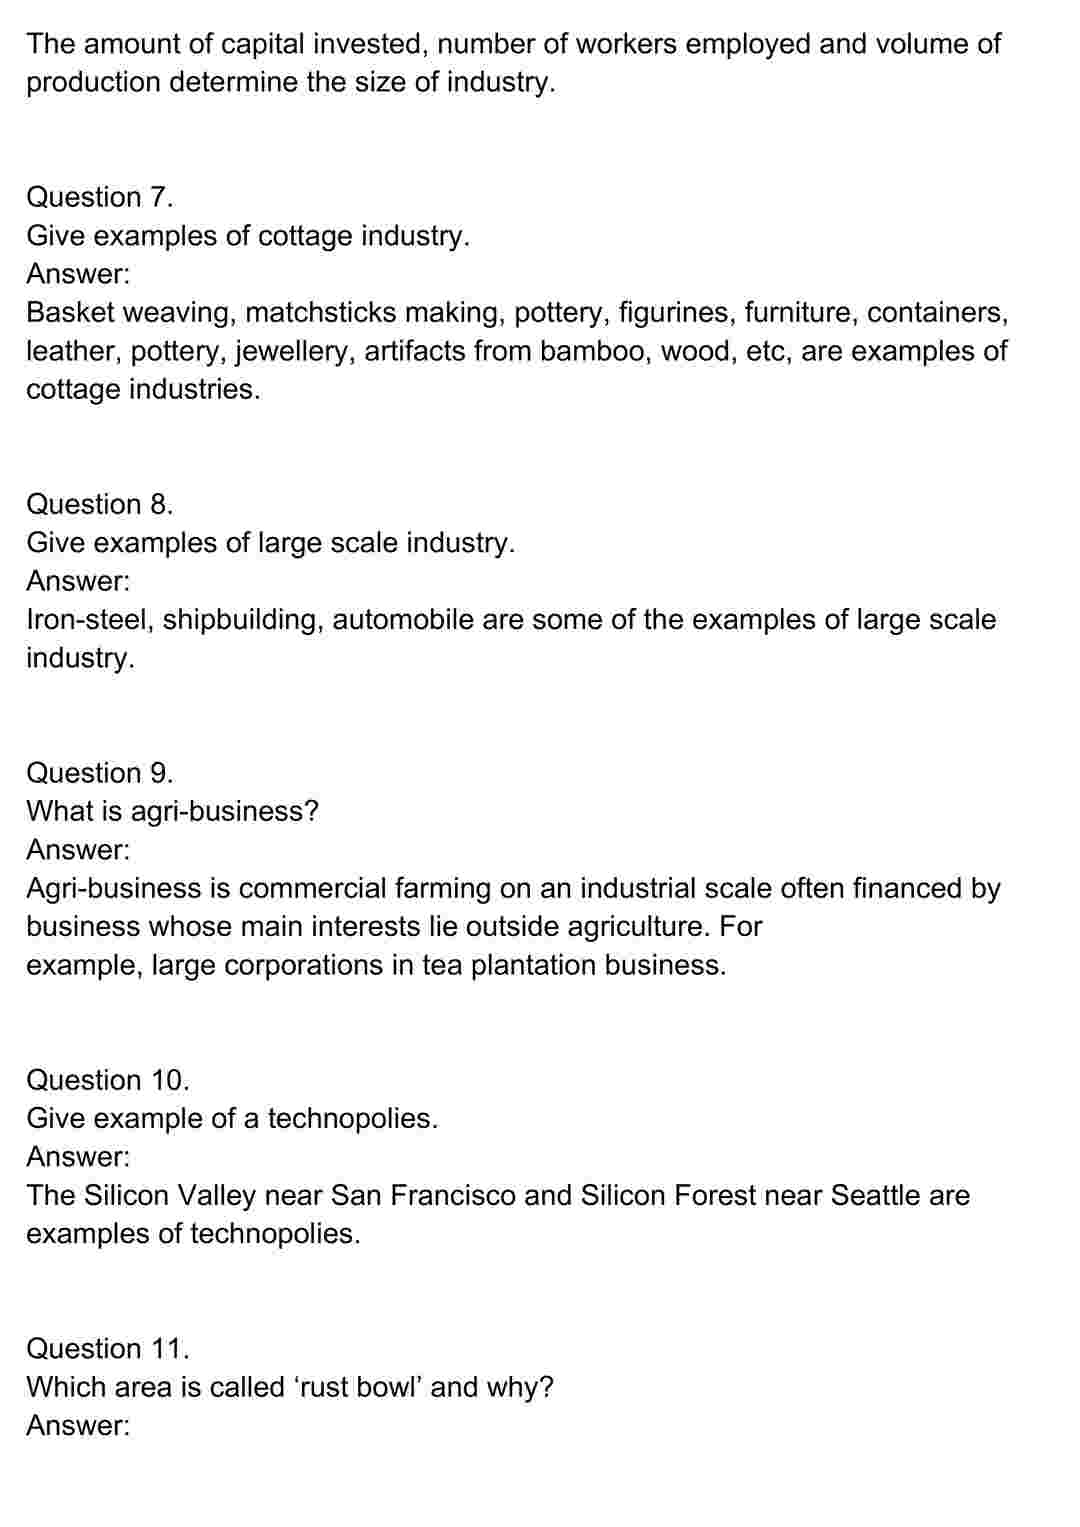 The amount of capital invested, number of workers employed and volume of
production determine the size of industry.
Question 7.
Give examples of cottage industry.
Answer:
Basket weaving, matchsticks making, pottery, figurines, furniture, containers,
leather, pottery, jewellery, artifacts from bamboo, wood, etc, are examples of
cottage industries.
Question 8.
Give examples of large scale industry.
Answer:
Iron-steel, shipbuilding, automobile are some of the examples of large scale
industry.
Question 9.
What is agri-business?
Answer:
Agri-business is commercial farming on an industrial scale often financed by
business whose main interests lie outside agriculture. For
example, large corporations in tea plantation business.
Question 10.
Give example of a technopolies.
Answer:
The Silicon Valley near San Francisco and Silicon Forest near Seattle are
examples of technopolies.
Question 11.
Which area is called ‘rust bowl’ and why?
Answer: